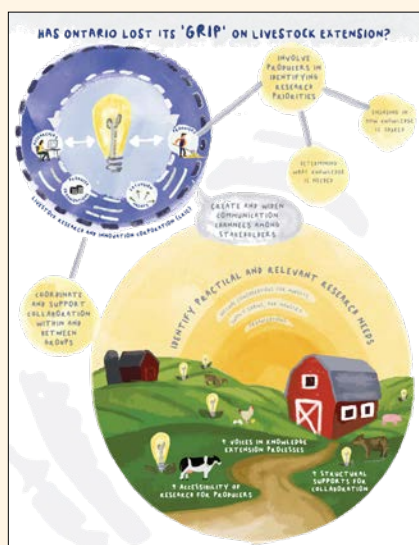 HAS ONTARIO LOST ITS 'GRIP' ON LIVESTOCK EXTENSION?
INVOLVE
PRODUCERS IN
IDENTIFYING
RESEARCH
PRIORITIES
HOW KNOWLEDGE
IS SHARED
DETERMINING
WHAT KNOWLEDGE
IS NEEDED
LIVESTOCK RESEARCH AND INNOVATION CORPORATION (LRIC)
CREATE AND WIDEN
COMMUNICATION
CHANNELS AMONG
STAKEHOLDERS
COORDINATE
AND SUPPORT
COLLABORATION
WITHIN AND
BETWEEN
GROUPS
IDENTIFY PRACTICAL AND RELEVANT RESEARCH NEEDS
↑ VOICES IN KNOWLEDGE
EXTENSION PROCESSES
↑ ACCESSIBILITY OF
RESEARCH FOR PRODUCERS
↑ STRUCTURAL
SUPPORTS FOR
COLLABORATION